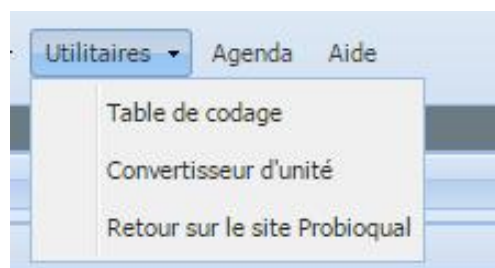 Utilitaires Agenda Aide
Table de codage
Convertisseur d'unité
Retour sur le site Probioqual